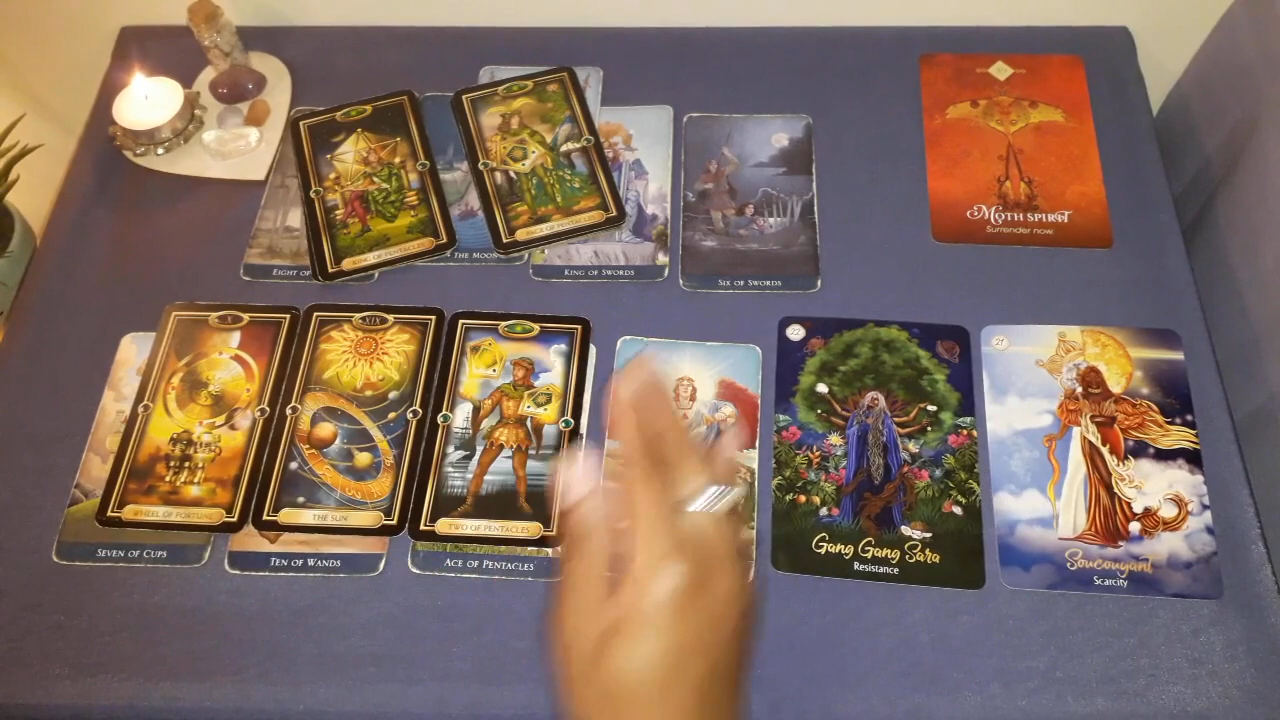 MOTH SPIRIT
Surrender now
KING OF PENTACLES
PAGE OF PENTACLES
EIGHT OF
THE MOON
KING OF SWORDS
SIX OF SWORDS
X
XIX
22
21
WHEEL OF FORTUNE
THE SUN
TWO OF PENTACLES
SEVEN OF CUPS
TEN OF WANDS
ACE OF PENTACLES
Gang Gang Sara
Resistance
Soucouyant
Scarcity